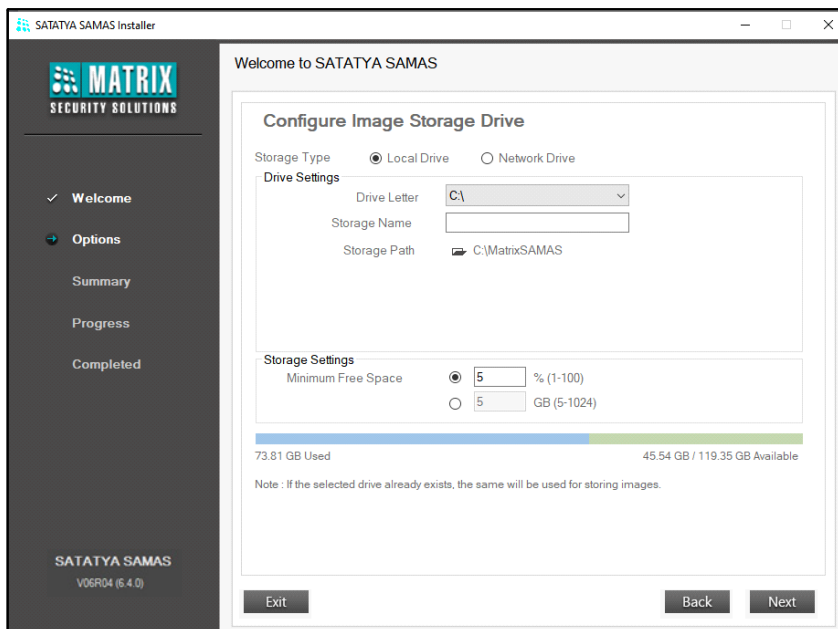 SATATYA SAMAS Installer
MATRIX
SECURITY SOLUTIONS
Welcome
Options
Summary
Progress
Completed
SATATYA SAMAS
V06R04 (6.4.0)
Welcome to SATATYA SAMAS
Configure Image Storage Drive
Storage Type Local Drive Network Drive
Drive Settings
Drive Letter C:\
Storage Name
Storage Path C:\MatrixSAMAS
Storage Settings
Minimum Free Space 5 % (1-100)
5 GB (5-1024)
73.81 GB Used 45.54 GB / 119.35 GB Available
Note : If the selected drive already exists, the same will be used for storing images.
Exit Back Next